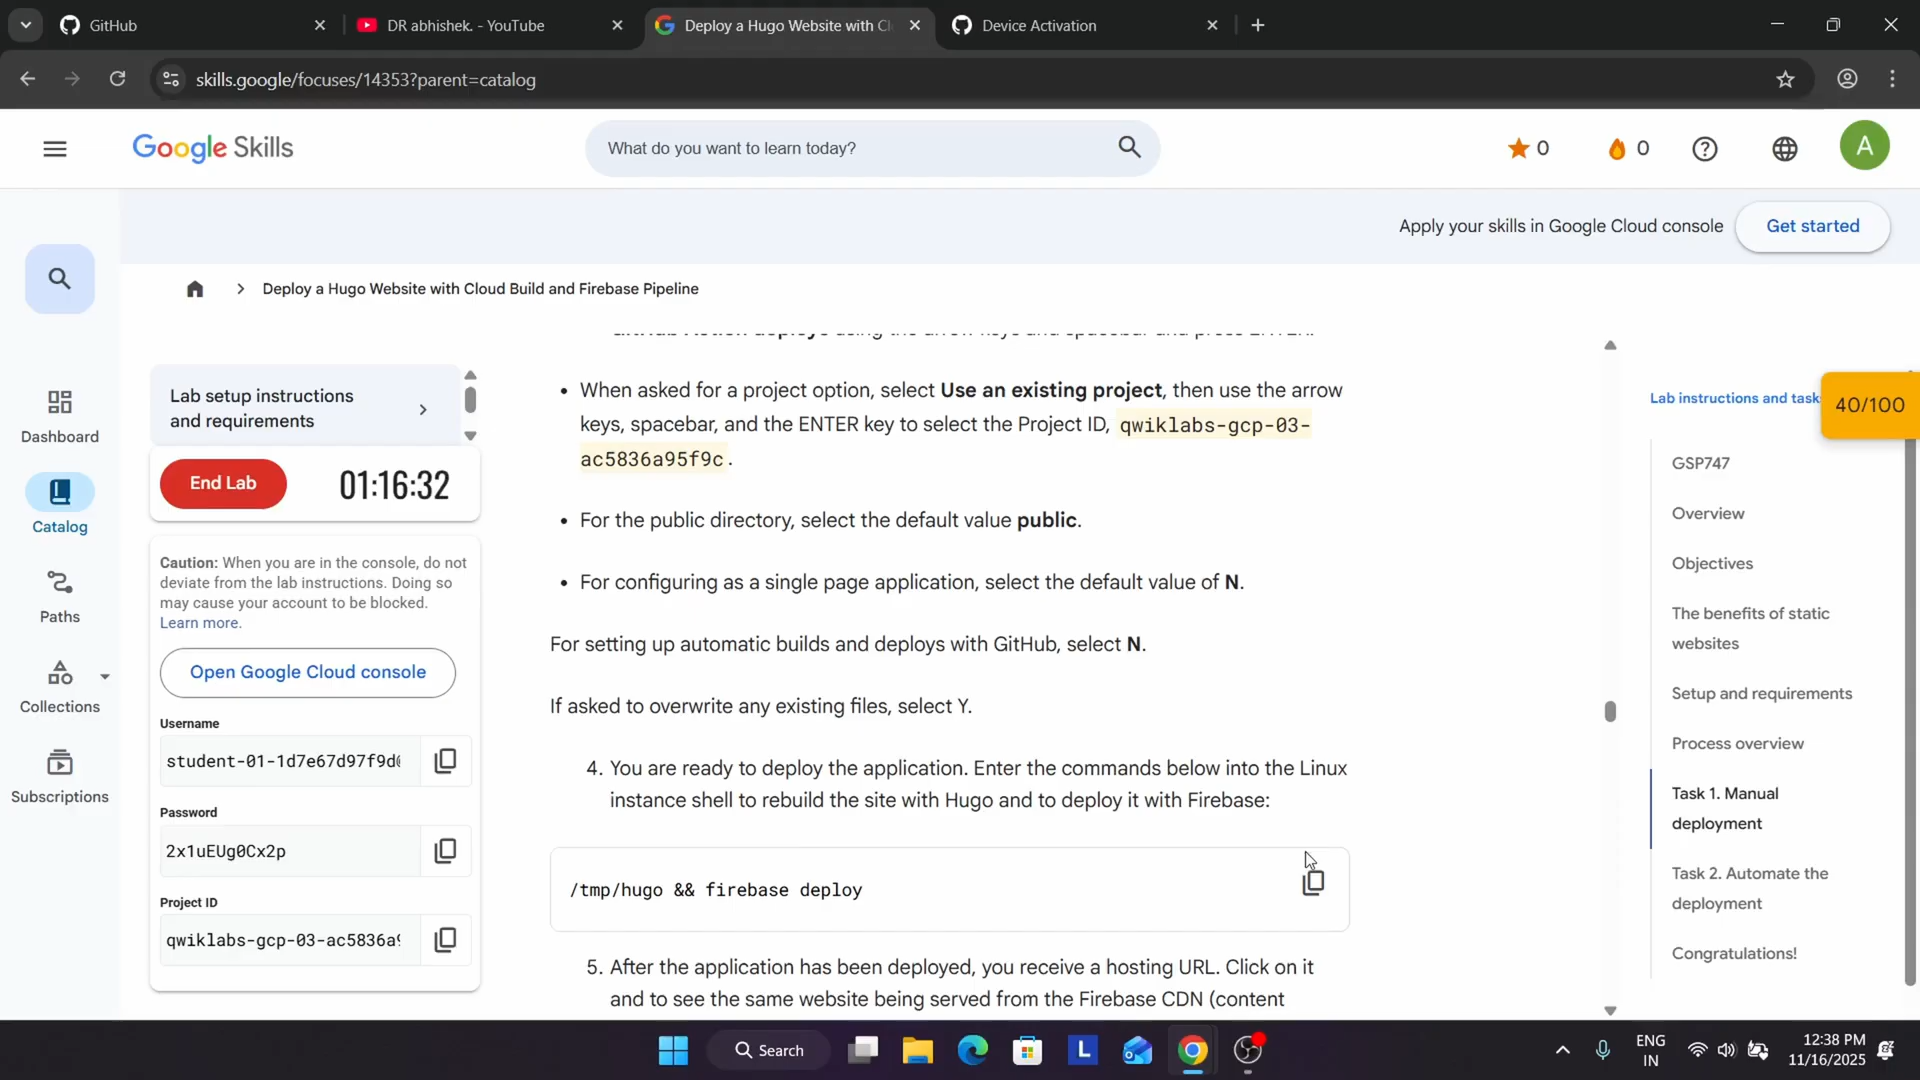 GitHub
DR abhishek. - YouTube
Deploy a Hugo Website with Cl
Device Activation
skills.google/focuses/14353?parent=catalog
Google Skills
What do you want to learn today?
0
0
A
Apply your skills in Google Cloud console
Get started
Deploy a Hugo Website with Cloud Build and Firebase Pipeline
Dashboard
Catalog
Paths
Collections
Subscriptions
Lab setup instructions
and requirements
End Lab
01:16:32
Caution: When you are in the console, do not
deviate from the lab instructions. Doing so
may cause your account to be blocked.
Learn more.
Open Google Cloud console
Username
student-01-1d7e67d97f9d
Password
2x1uEUg0Cx2p
Project ID
qwiklabs-gcp-03-ac5836a9
GitHub Action deploys using the arrow keys and spacebar and press ENTER.
• When asked for a project option, select Use an existing project, then use the arrow
keys, spacebar, and the ENTER key to select the Project ID, qwiklabs-gcp-03-
ac5836a95f9c.
• For the public directory, select the default value public.
• For configuring as a single page application, select the default value of N.
For setting up automatic builds and deploys with GitHub, select N.
If asked to overwrite any existing files, select Y.
4. You are ready to deploy the application. Enter the commands below into the Linux
instance shell to rebuild the site with Hugo and to deploy it with Firebase:
/tmp/hugo && firebase deploy
5. After the application has been deployed, you receive a hosting URL. Click on it
and to see the same website being served from the Firebase CDN (content
Lab instructions and task
40/100
GSP747
Overview
Objectives
The benefits of static
websites
Setup and requirements
Process overview
Task 1. Manual
deployment
Task 2. Automate the
deployment
Congratulations!
Search
L
ENG
IN
12:38 PM
11/16/2025